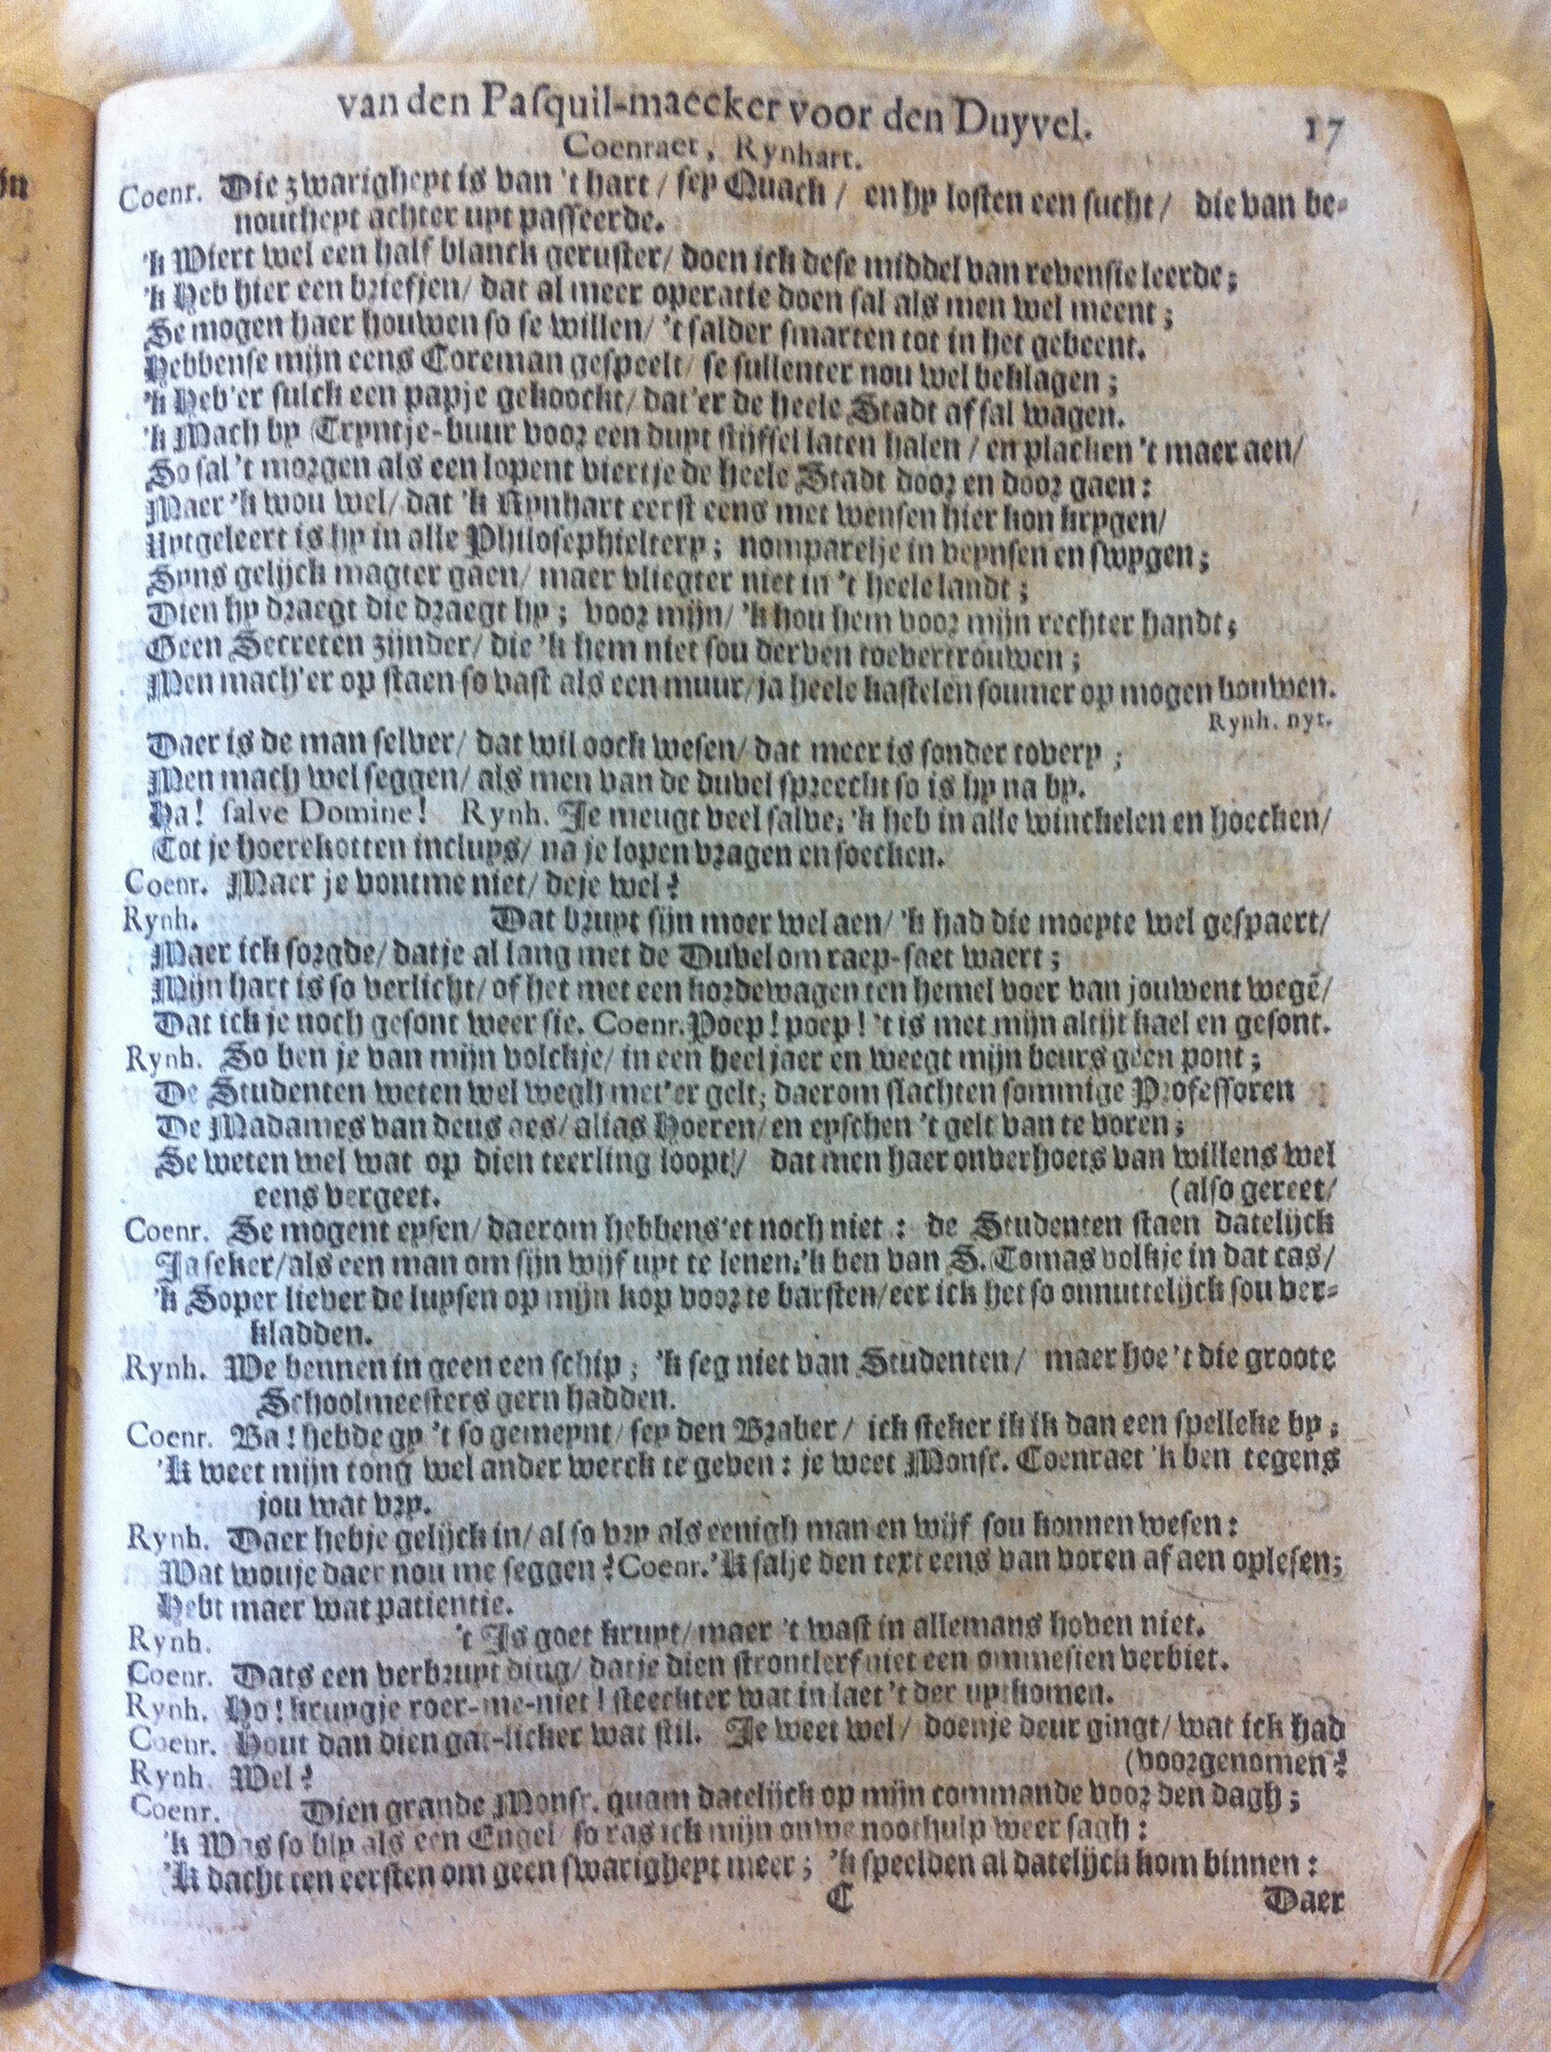 van den Pasquil-maecker voor den Duyvel. 17
Coenraet, Rynhart.
Coenr. Die zwarigheyt is van 't hart / sey Quack / en hy losten een sucht / die van be-
noutheyt achter uyt passeerde.
'k Wiert wel een half blanck geruster / doen ick dese middel van revensie leerde;
'k Heb hier een briefjen / dat al meer operatie doen sal als men wel meent;
Se mogen haer houwen so se willen / 't salder smarten tot in het gebeent.
Hebbense mijn eens Coreman gespeelt / se sullenter nou wel beklagen;
'k Heb'er sulck een papje gekoockt / dat'er de heele Stadt af sal wagen.
'k Mach by Tryntje-buur voor een duyt stijffel laten halen / en placken 't maer aen /
So sal 't morgen als een lopent viertje de heele Stadt door en door gaen:
Maer 'k wou wel / dat 'k Rynhart eerst eens met wensen hier kon krygen /
Uytgeleert is hy in alle Philosephieltery; nomparelje in veynsen en swygen;
Syns gelijck magter gaen / maer vliegter niet in 't heele landt;
Dien hy draegt die draegt hy; voor mijn / 'k hou hem voor mijn rechter handt;
Geen Secreten zijnder / die 'k hem niet sou derven toevertrouwen;
Men mach'er op staen so vast als een muur / ja heele kastelen soumer op mogen bouwen.
Rynh. uyt.
Daer is de man selver / dat wil oock wesen / dat meer is sonder tovery;
Men mach wel seggen / als men van de duvel spreecht so is hy na by.
Ha! salve Domine! Rynh. Je meugt veel salve; 'k heb in alle winckelen en hoecken /
Tot je hoerekotten incluys / na je lopen vragen en soecken.
Coenr. Maer je vontme niet / deje wel?
Rynh. Dat bruyt sijn moer wel aen / 'k had die moeyte wel gespaert /
Maer ick sorgde / datje al lang met de Duvel om raep-saet waert;
Mijn hart is so verlicht / of het met een kordewagen ten hemel voer van jouwent wegẽ /
Dat ick je noch gesont weer sie. Coenr. Poep! poep! 't is met mijn altijt kael en gesont.
Rynh. So ben je van mijn volckje / in een heel jaer en weegt mijn beurs geen pont;
De Studenten weten wel wegh met'er gelt; daerom slachten sommige Professoren
De Madames van deus aes / alias Hoeren / en eyschen 't gelt van te voren;
Se weten wel wat op dien teerling loopt / dat men haer onverhoets van willens wel
eens vergeet. (also gereet /
Coenr. Se mogent eysen / daerom hebbens'et noch niet: de Studenten staen datelijck
Ja seker / als een man om sijn wijf uyt te lenen; 'k ben van S. Tomas volkje in dat cas /
'k Soper liever de luysen op mijn kop voor te barsten / eer ick het so onnuttelijck sou ver-
kladden.
Rynh. We bennen in geen een schip; 'k seg niet van Studenten / maer hoe 't die groote
Schoolmeesters gern hadden.
Coenr. Ba! hebde gy 't so gemeynt / sey den Braber / ick steker ik ik dan een spelleke by;
'K weet mijn tong wel ander werck te geven: je weet Monsr. Coenraet 'k ben tegens
jou wat vry.
Rynh. Daer hebje gelijck in / al so vry als eenigh man en wijf sou konnen wesen:
Wat wouje daer nou me seggen? Coenr. 'K salje den text eens van voren af aen oplesen;
Hebt maer wat patientie.
Rynh. 't Is goet kruyt / maer 't wast in allemans hoven niet.
Coenr. Dats een verbruyt ding / datje dien strontlerf niet een ommesien verbiet.
Rynh. Ho! kruydje roer-me-niet! steeckter wat in laet 't der uyt komen.
Coenr. Hout dan dien gat-licker wat stil. Je weet wel / doenje deur gingt / wat ick had
Rynh. Wel? (voorgenomen?
Coenr. Dien grande Monsr. quam datelijck op mijn commande voor den dagh;
'k Was so bly als een Engel / so ras ick mijn ouwe noothulp weer sagh:
'K dacht ten eersten om geen swarigheyt meer; 'k speelden al datelijck kom binnen:
C Daer